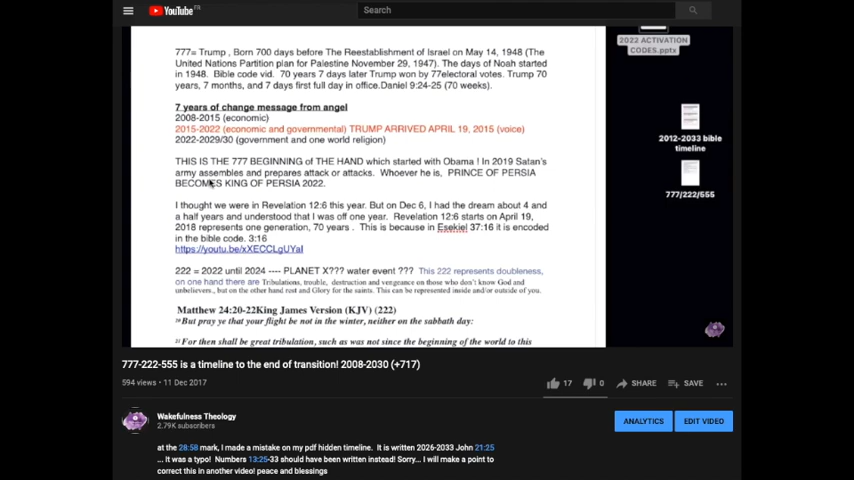 YouTube FR
Search
2022 ACTIVATION
CODES.pptx
777= Trump , Born 700 days before The Reestablishment of Israel on May 14, 1948 (The
United Nations Partition plan for Palestine November 29, 1947). The days of Noah started
in 1948. Bible code vid. 70 years 7 days later Trump won by 77electoral votes. Trump 70
years, 7 months, and 7 days first full day in office.Daniel 9:24-25 (70 weeks).
7 years of change message from angel
2008-2015 (economic)
2015-2022 (economic and governmental) TRUMP ARRIVED APRIL 19, 2015 (voice)
2022-2029/30 (government and one world religion)
2012-2033 bible
timeline
THIS IS THE 777 BEGINNING of THE HAND which started with Obama ! In 2019 Satan's
army assembles and prepares attack or attacks. Whoever he is, PRINCE OF PERSIA
BECOMES KING OF PERSIA 2022.
777/222/555
I thought we were in Revelation 12:6 this year. But on Dec 6, I had the dream about 4 and
a half years and understood that I was off one year. Revelation 12:6 starts on April 19,
2018 represents one generation, 70 years . This is because in Esekiel 37:16 it is encoded
in the bible code. 3:16
https://youtu.be/xXECCLgUYaI
222 = 2022 until 2024 ---- PLANET X??? water event ??? This 222 represents doubleness,
on one hand there are Tribulations, trouble, destruction and vengeance on those who don't know God and
unbelievers., but on the other hand rest and Glory for the saints. This can be represented inside and/or outside of you.
Matthew 24:20-22King James Version (KJV) (222)
20 But pray ye that your flight be not in the winter, neither on the sabbath day:
21 For then shall be great tribulation, such as was not since the beginning of the world to this
777-222-555 is a timeline to the end of transition! 2008-2030 (+717)
594 views • 11 Dec 2017
17 0 SHARE SAVE
Wakefulness Theology
2.79K subscribers
ANALYTICS EDIT VIDEO
at the 28:58 mark, I made a mistake on my pdf hidden timeline. It is written 2026-2033 John 21:25
... It was a typo! Numbers 13:25-33 should have been written instead! Sorry... I will make a point to
correct this in another video! peace and blessings